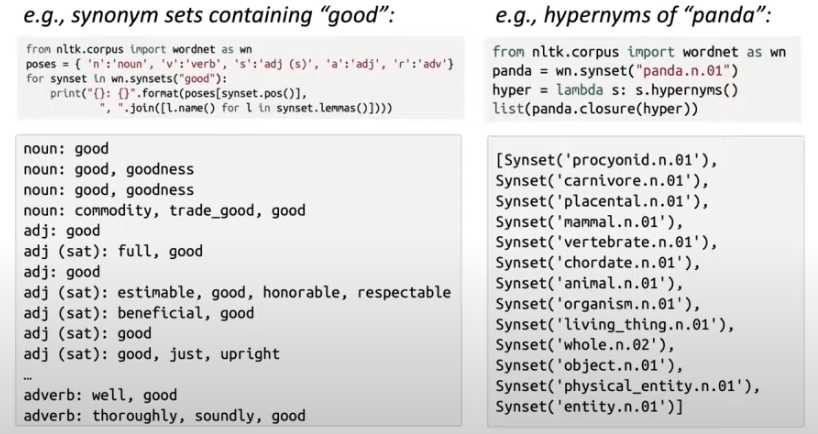 e.g., synonym sets containing “good”:
from nltk.corpus import wordnet as wn
poses = { 'n':'noun', 'v':'verb', 's':'adj (s)', 'a':'adj', 'r':'adv'}
for synset in wn.synsets("good"):
print("{}: {}".format(poses[synset.pos()],
", ".join([l.name() for l in synset.lemmas()])))
noun: good
noun: good, goodness
noun: good, goodness
noun: commodity, trade_good, good
adj: good
adj (sat): full, good
adj: good
adj (sat): estimable, good, honorable, respectable
adj (sat): beneficial, good
adj (sat): good
adj (sat): good, just, upright
…
adverb: well, good
adverb: thoroughly, soundly, good
e.g., hypernyms of “panda”:
from nltk.corpus import wordnet as wn
panda = wn.synset("panda.n.01")
hyper = lambda s: s.hypernyms()
list(panda.closure(hyper))
[Synset('procyonid.n.01'),
Synset('carnivore.n.01'),
Synset('placental.n.01'),
Synset('mammal.n.01'),
Synset('vertebrate.n.01'),
Synset('chordate.n.01'),
Synset('animal.n.01'),
Synset('organism.n.01'),
Synset('living_thing.n.01'),
Synset('whole.n.02'),
Synset('object.n.01'),
Synset('physical_entity.n.01'),
Synset('entity.n.01')]